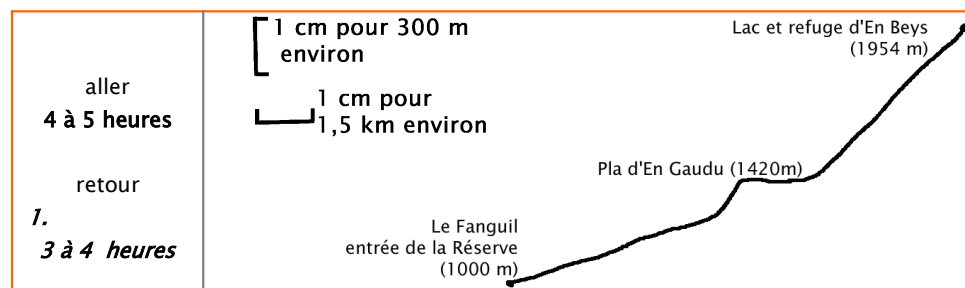 aller
4 à 5 heures
retour
1.
3 à 4 heures
1 cm pour 300 m
environ
1 cm pour
1,5 km environ
Lac et refuge d'En Beys
(1954 m)
Pla d'En Gaudu (1420m)
Le Fanguil
entrée de la Réserve
(1000 m)